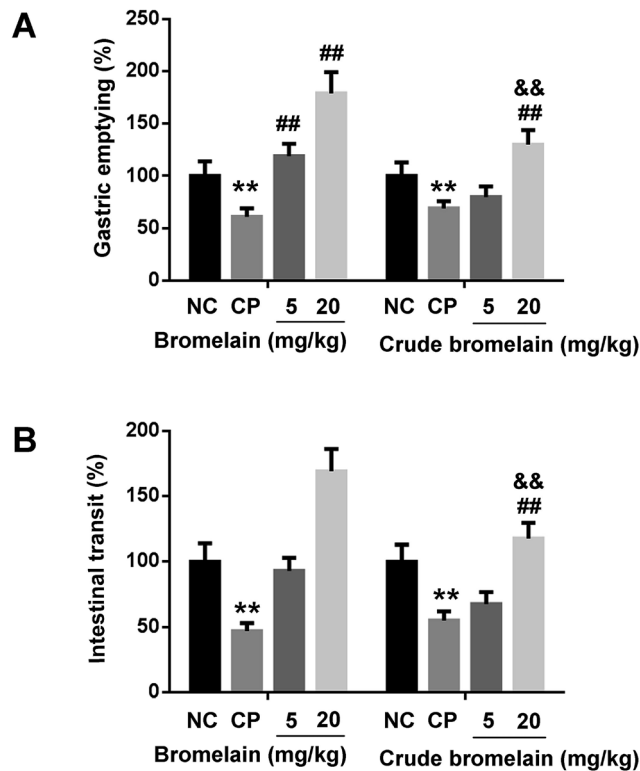 A
Gastric emptying (%)
250
200
150
100
50
0
**
##
##
**
&&
##
NC CP 5 20 NC CP 5 20
Bromelain (mg/kg) Crude bromelain (mg/kg)
B
Intestinal transit (%)
200
150
100
50
0
**
**
&&
##
NC CP 5 20 NC CP 5 20
Bromelain (mg/kg) Crude bromelain (mg/kg)